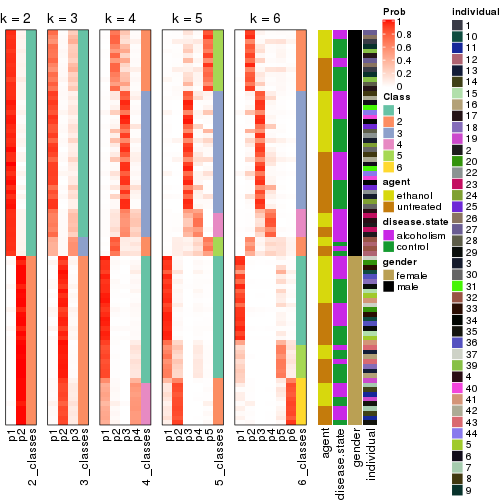 k = 2
k = 3
k = 4
k = 5
k = 6
p1
p2
2_classes
p1
p2
p3
3_classes
p1
p2
p3
p4
4_classes
p1
p2
p3
p4
p5
5_classes
p1
p2
p3
p4
p5
p6
6_classes
agent
disease.state
gender
individual
Prob
1
0.8
0.6
0.4
0.2
0
Class
1
2
3
4
5
6
agent
ethanol
untreated
disease.state
alcoholism
control
gender
female
male
individual
1
10
11
12
13
14
15
16
17
18
19
2
20
22
23
24
25
26
27
28
29
3
30
31
32
33
34
35
36
37
39
4
40
41
42
43
44
5
6
7
8
9